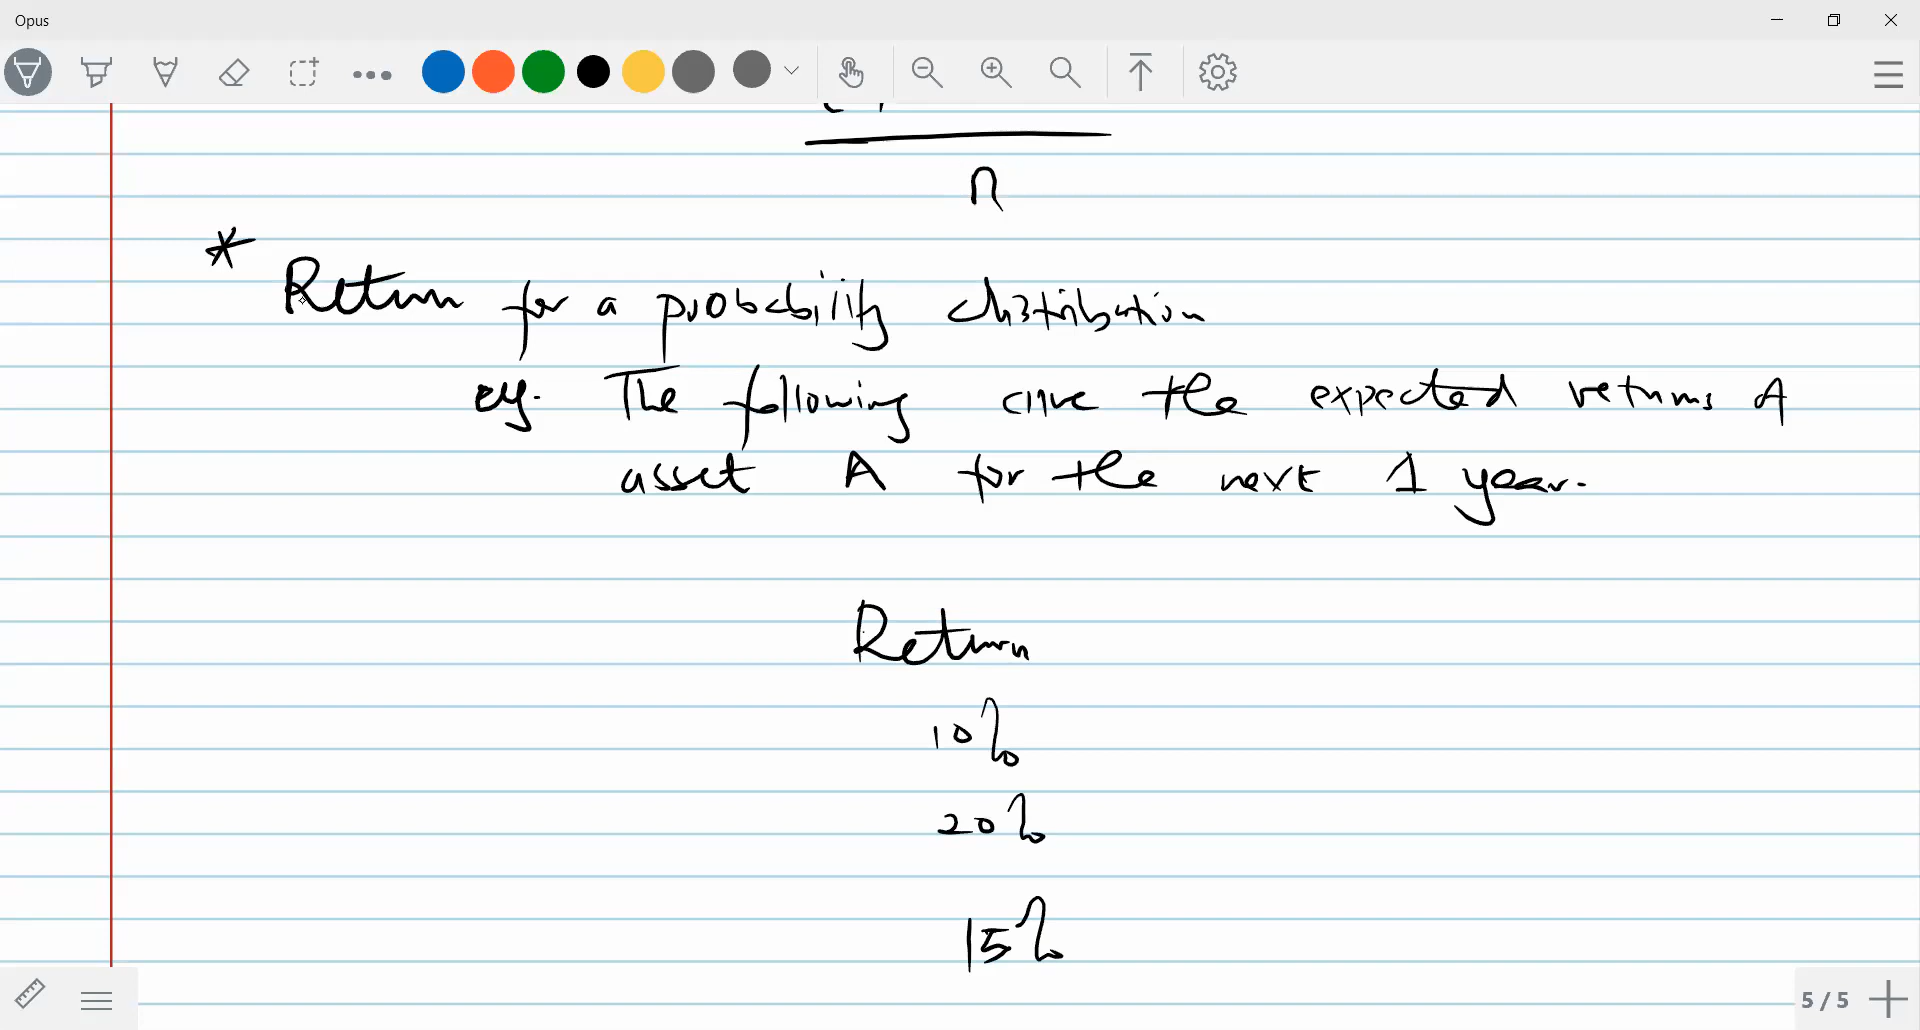 Opus
n
* Return for a probability distribution
eg. The following are the expected returns of
asset A for the next 1 year.
Return
10%
20%
15%
5 / 5